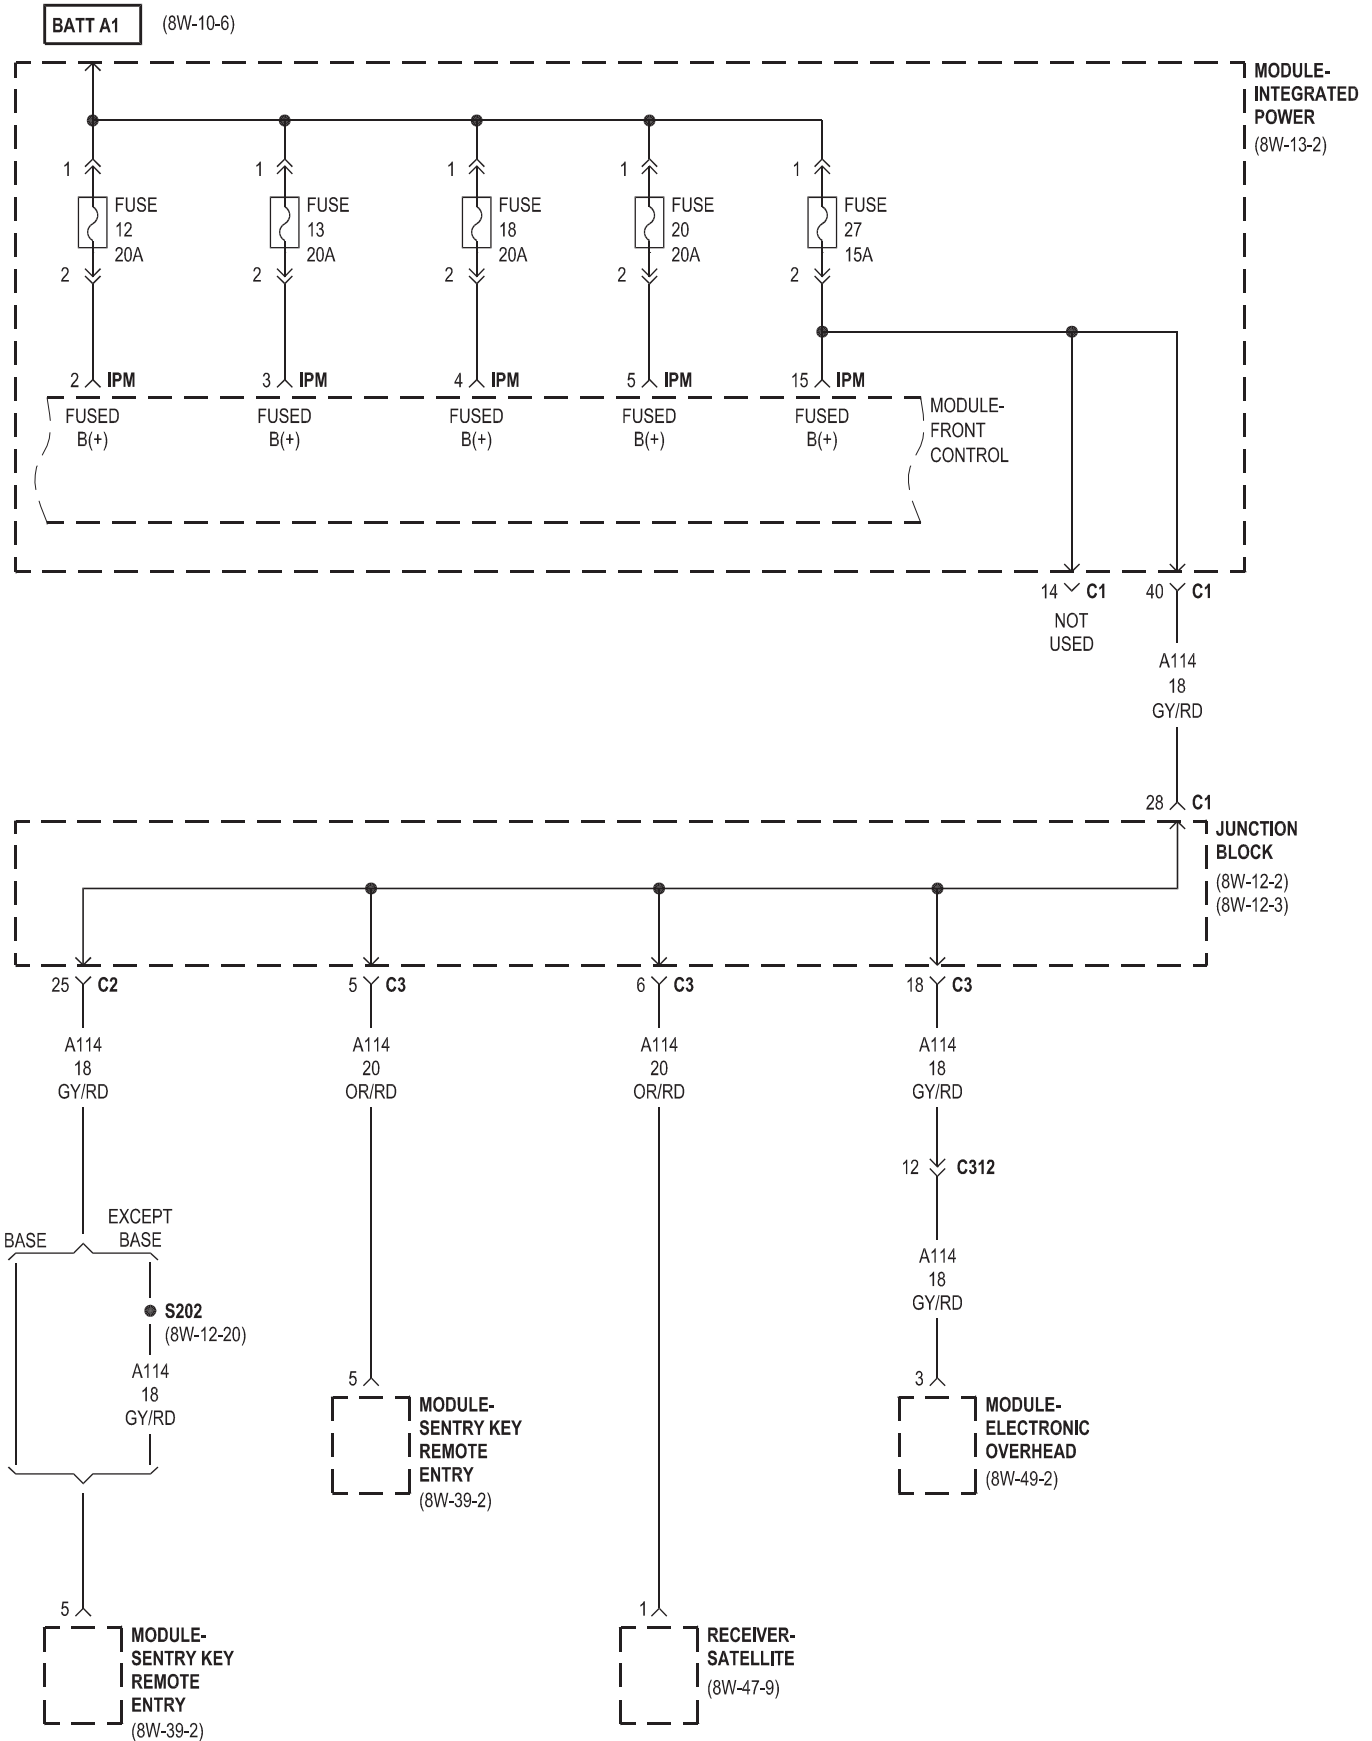 BATT A1 (8W-10-6)
MODULE-
INTEGRATED
POWER
(8W-13-2)
1 1 1 1 1
FUSE FUSE FUSE FUSE FUSE
12 13 18 20 27
20A 20A 20A 20A 15A
2 2 2 2 2
2 IPM 3 IPM 4 IPM 5 IPM 15 IPM
FUSED FUSED FUSED FUSED FUSED
B(+) B(+) B(+) B(+) B(+)
MODULE-
FRONT
CONTROL
14 C1 40 C1
NOT
USED
A114
18
GY/RD
28 C1
JUNCTION
BLOCK
(8W-12-2)
(8W-12-3)
25 C2 5 C3 6 C3 18 C3
A114 A114 A114 A114
18 20 20 18
GY/RD OR/RD OR/RD GY/RD
12 C312
BASE
EXCEPT
BASE
A114
18
GY/RD
S202
(8W-12-20)
A114
18
GY/RD
5
MODULE-
SENTRY KEY
REMOTE
ENTRY
(8W-39-2)
3
MODULE-
ELECTRONIC
OVERHEAD
(8W-49-2)
5
MODULE-
SENTRY KEY
REMOTE
ENTRY
(8W-39-2)
1
RECEIVER-
SATELLITE
(8W-47-9)